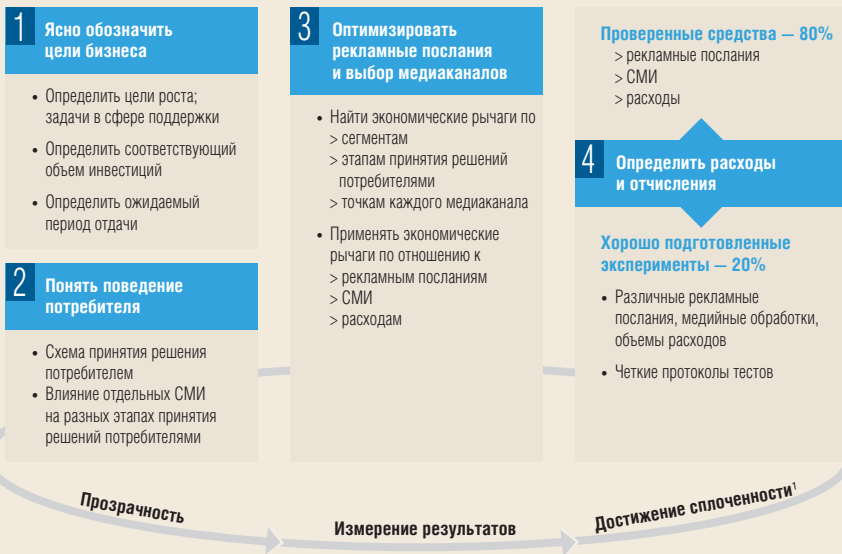 1 Ясно обозначить
цели бизнеса
• Определить цели роста;
задачи в сфере поддержки
• Определить соответствующий
объем инвестиций
• Определить ожидаемый
период отдачи
2 Понять поведение
потребителя
• Схема принятия решения
потребителем
• Влияние отдельных СМИ
на разных этапах принятия
решений потребителями
3 Оптимизировать
рекламные послания
и выбор медиаканалов
• Найти экономические рычаги по
> сегментам
> этапам принятия решений
потребителями
> точкам каждого медиаканала
• Применять экономические
рычаги по отношению к
> рекламным посланиям
> СМИ
> расходам
Проверенные средства — 80%
> рекламные послания
> СМИ
> расходы
4 Определить расходы
и отчисления
Хорошо подготовленные
эксперименты — 20%
• Различные рекламные
послания, медийные обработки,
объемы расходов
• Четкие протоколы тестов
Прозрачность
Измерение результатов
Достижение сплоченности¹